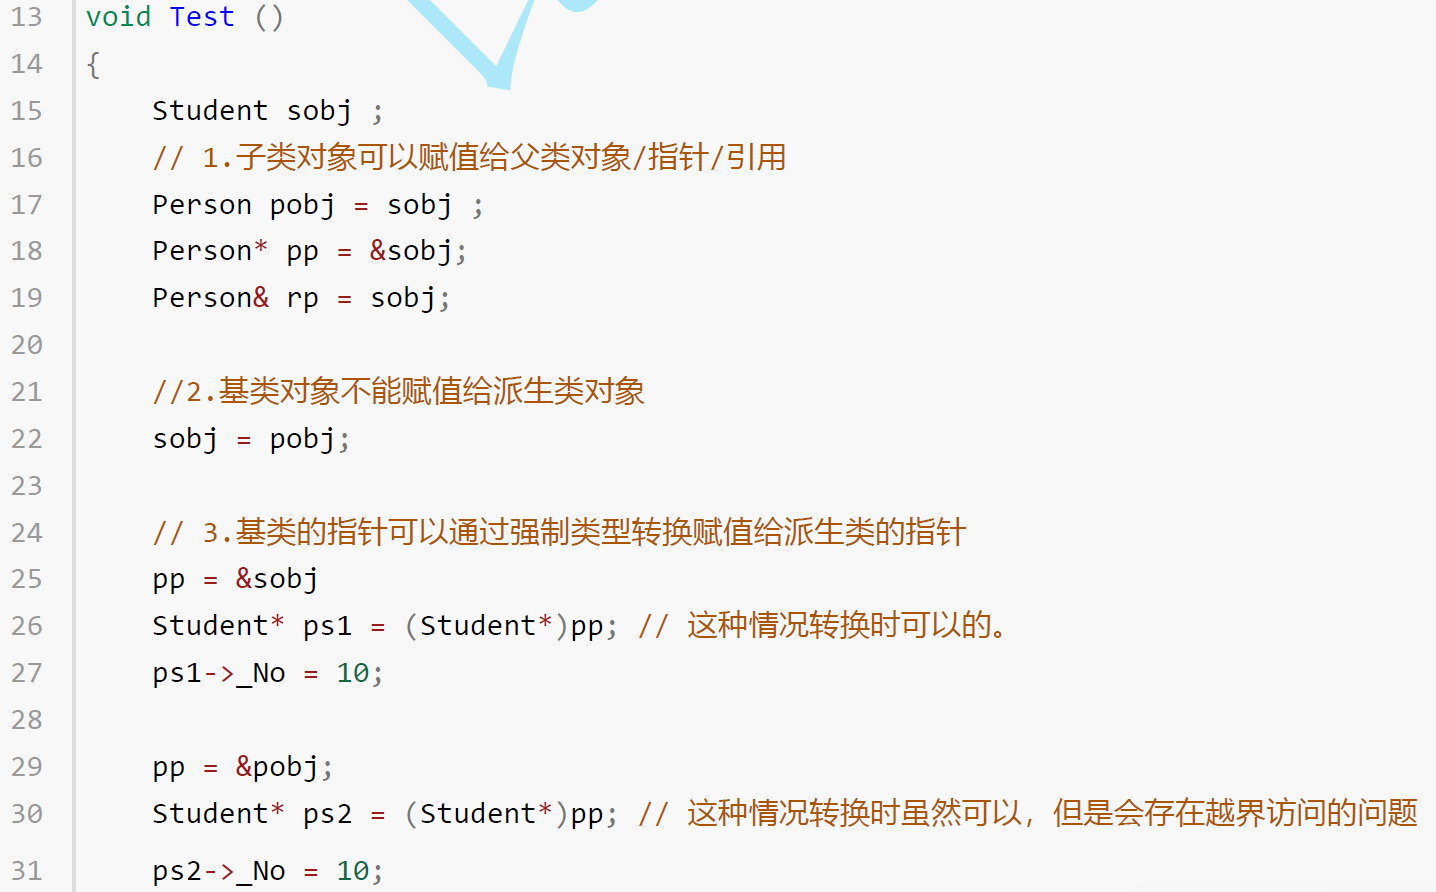 13 void Test ()
14 {
15 Student sobj ;
16 // 1.子类对象可以赋值给父类对象/指针/引用
17 Person pobj = sobj ;
18 Person* pp = &sobj;
19 Person& rp = sobj;
20
21 //2.基类对象不能赋值给派生类对象
22 sobj = pobj;
23
24 // 3.基类的指针可以通过强制类型转换赋值给派生类的指针
25 pp = &sobj
26 Student* ps1 = (Student*)pp; // 这种情况转换时可以的。
27 ps1->_No = 10;
28
29 pp = &pobj;
30 Student* ps2 = (Student*)pp; // 这种情况转换时虽然可以，但是会存在越界访问的问题
31 ps2->_No = 10;